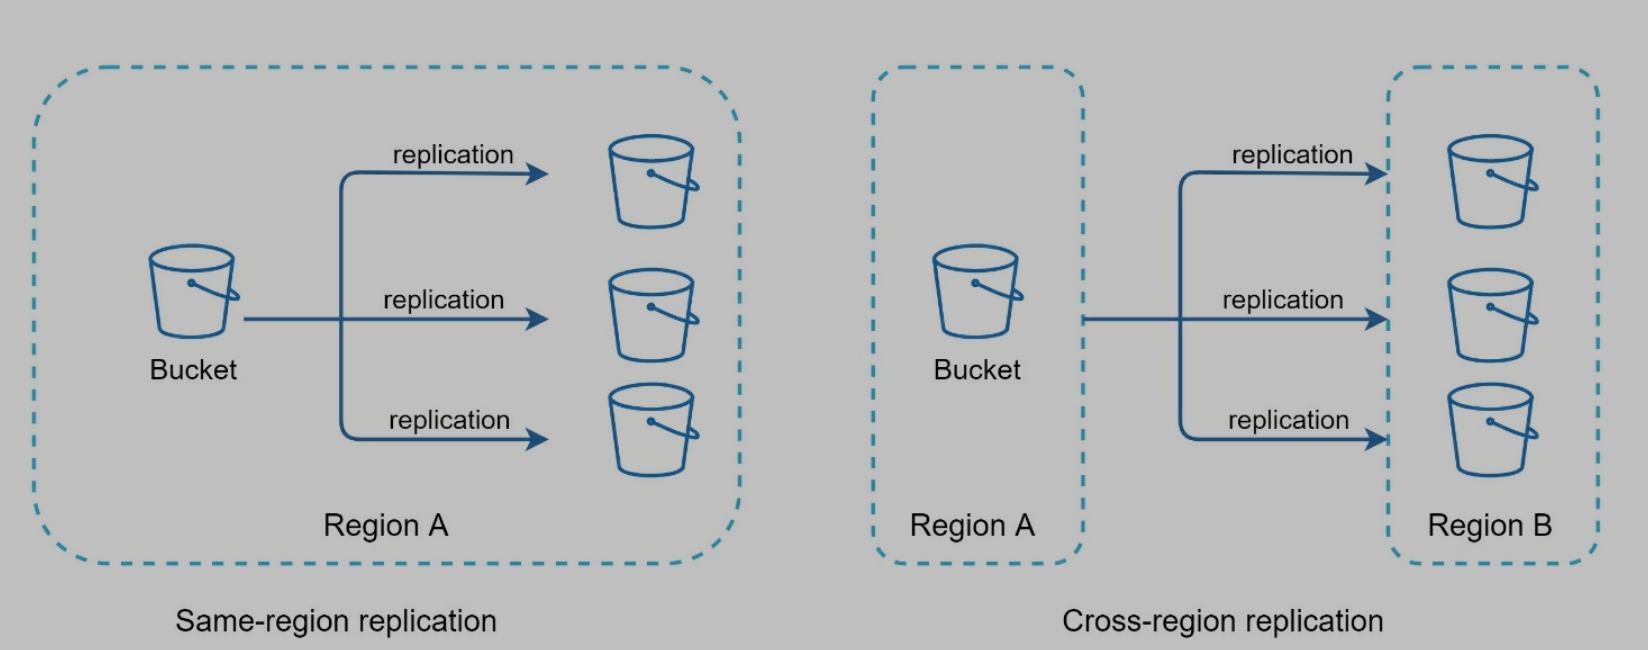 replication
replication
Bucket
replication
Region A
Same-region replication
replication
replication
Bucket
replication
Region A
Region B
Cross-region replication